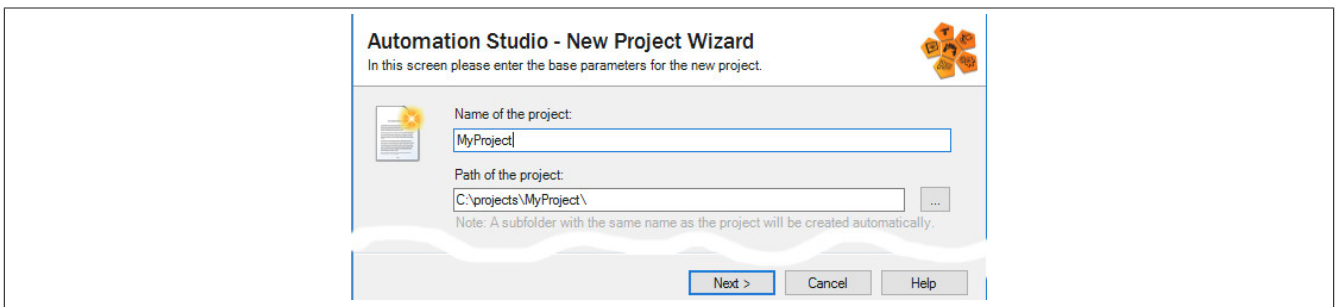 Automation Studio - New Project Wizard
In this screen please enter the base parameters for the new project.
Name of the project:
MyProject
Path of the project:
C:\projects\MyProject\
...
Note: A subfolder with the same name as the project will be created automatically.
Next >
Cancel
Help